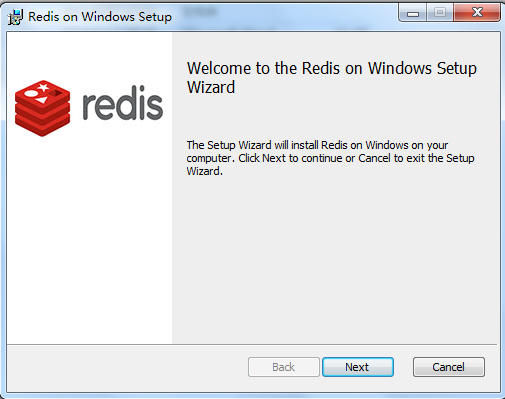 Redis on Windows Setup
redis
Welcome to the Redis on Windows Setup
Wizard
The Setup Wizard will install Redis on Windows on your
computer. Click Next to continue or Cancel to exit the Setup
Wizard.
Back
Next
Cancel